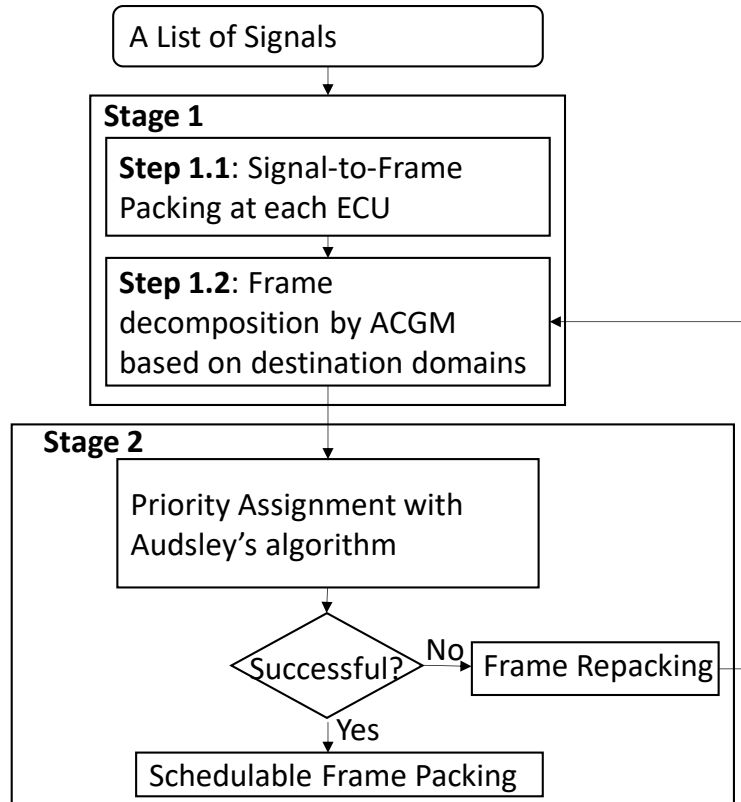 A List of Signals
Stage 1
Step 1.1: Signal-to-Frame
Packing at each ECU
Step 1.2: Frame
decomposition by ACGM
based on destination domains
Stage 2
Priority Assignment with
Audsley’s algorithm
Successful?
No
Frame Repacking
Yes
Schedulable Frame Packing